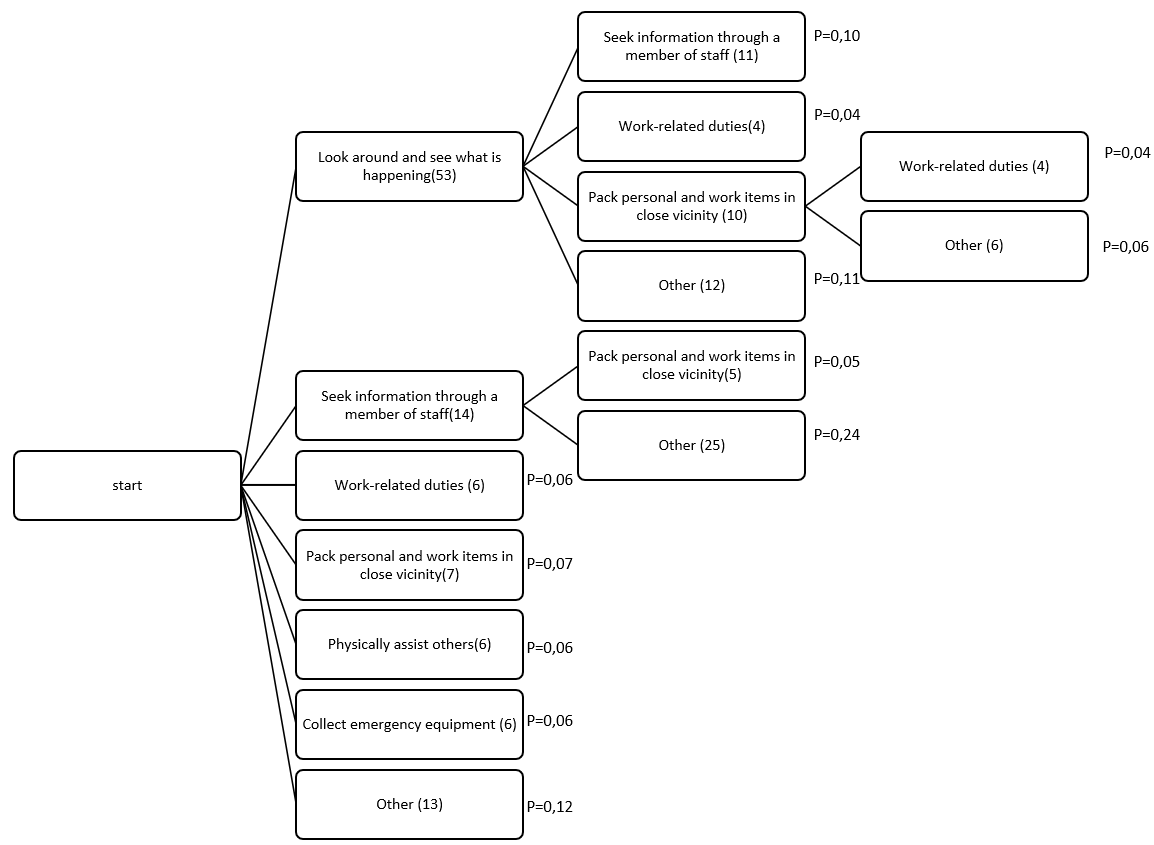 Seek information through a
member of staff (11)
P=0,10
Work-related duties(4)
P=0,04
Look around and see what is
happening(53)
Work-related duties (4)
P=0,04
Pack personal and work items in
close vicinity (10)
Other (6)
P=0,06
Other (12)
P=0,11
Pack personal and work items in
close vicinity(5)
P=0,05
Seek information through a
member of staff(14)
Other (25)
P=0,24
start
Work-related duties (6)
P=0,06
Pack personal and work items in
close vicinity(7)
P=0,07
Physically assist others(6)
P=0,06
Collect emergency equipment (6)
P=0,06
Other (13)
P=0,12